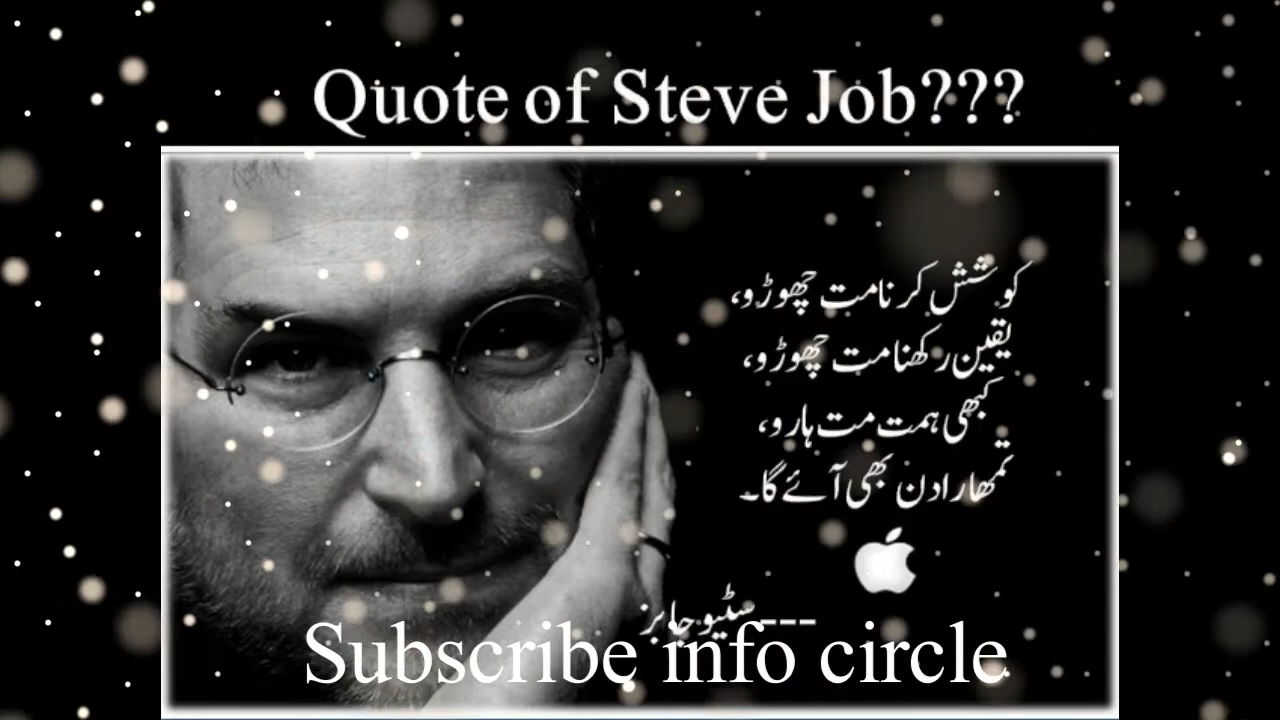 Quote of Steve Job???
کوشش کرنا مت چھوڑو،
یقین رکھنا مت چھوڑو،
کبھی ہمت مت ہارو،
تمھارا دن بھی آئے گا۔
---سٹیو جابز
Subscribe info circle